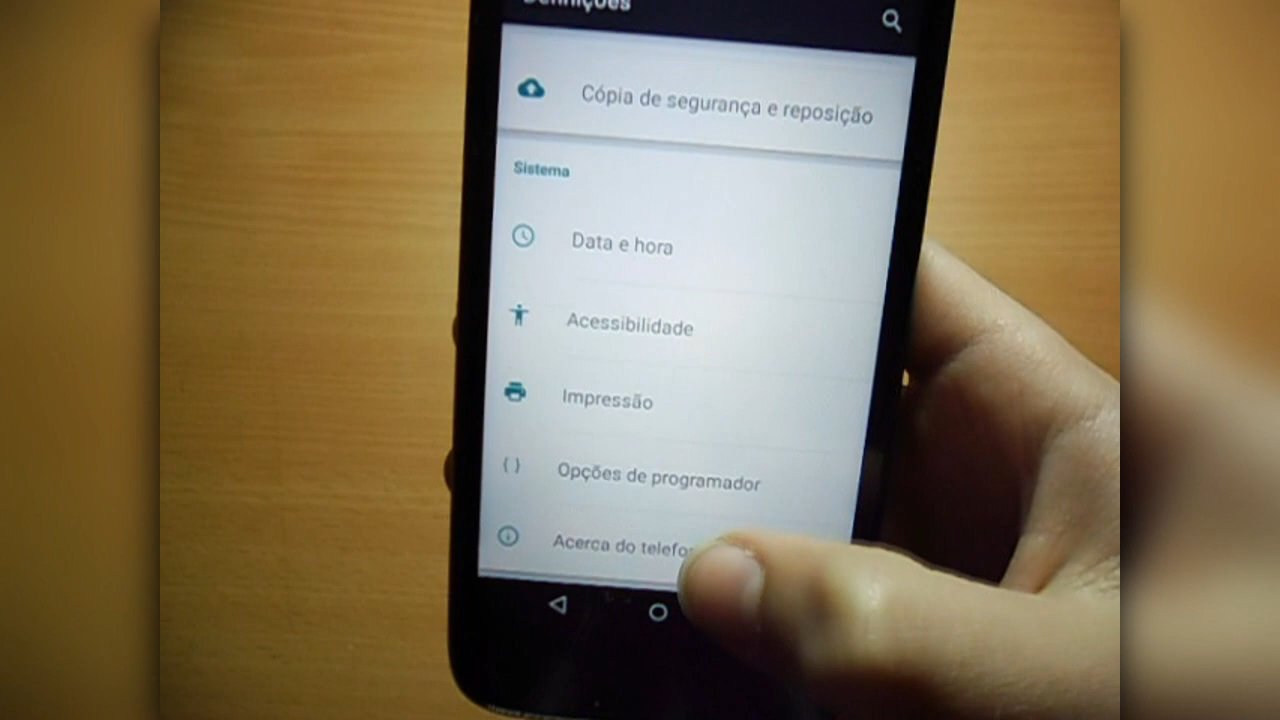 Definições
Cópia de segurança e reposição
Sistema
Data e hora
Acessibilidade
Impressão
{ } Opções de programador
Acerca do telefo